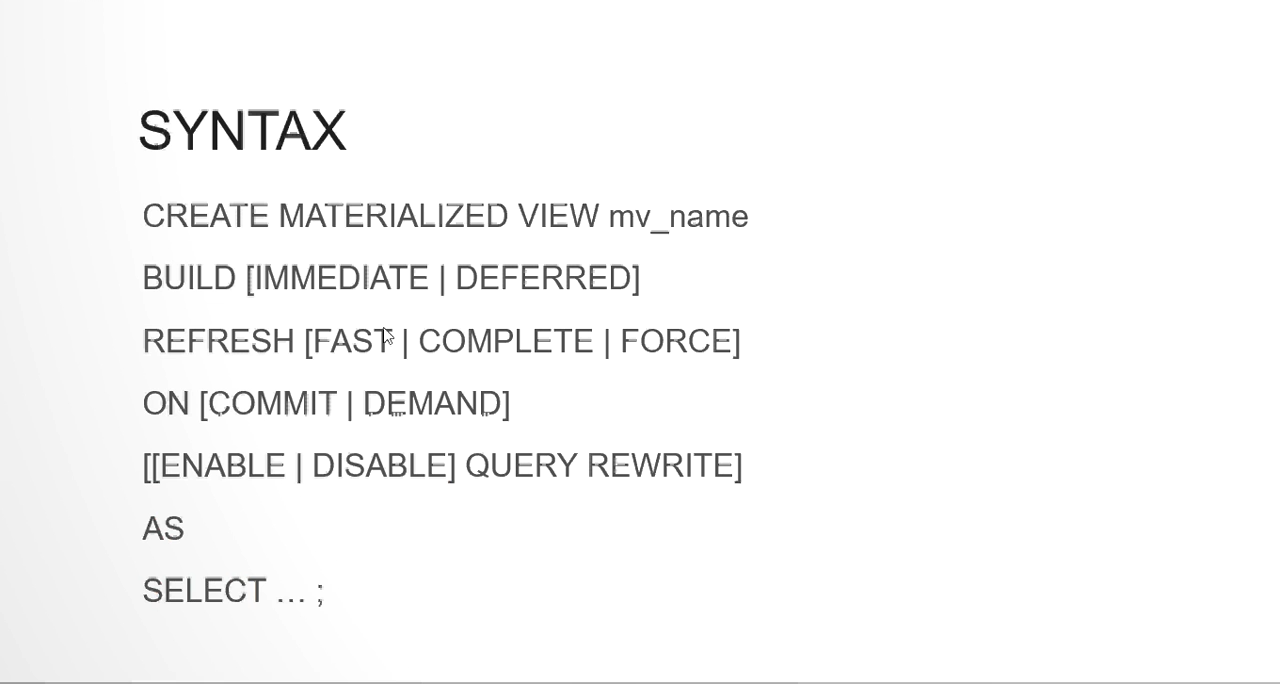 SYNTAX
CREATE MATERIALIZED VIEW mv_name
BUILD [IMMEDIATE | DEFERRED]
REFRESH [FAST | COMPLETE | FORCE]
ON [COMMIT | DEMAND]
[[ENABLE | DISABLE] QUERY REWRITE]
AS
SELECT … ;